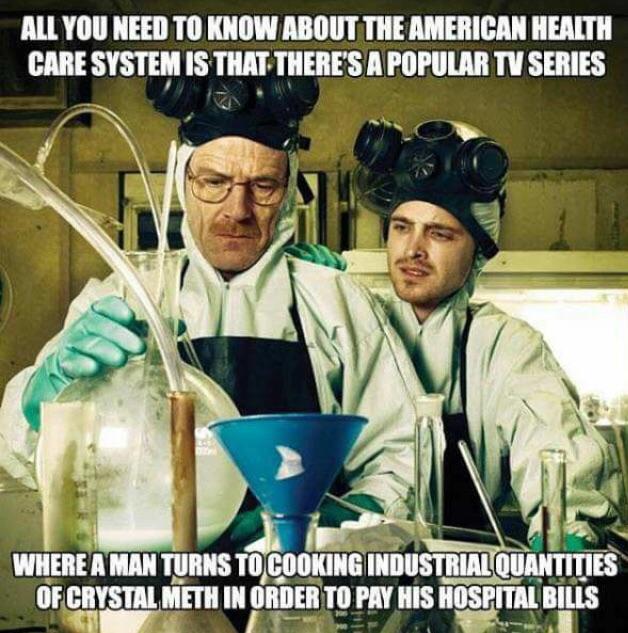 ALL YOU NEED TO KNOW ABOUT THE AMERICAN HEALTH
CARE SYSTEM IS THAT THERE'S A POPULAR TV SERIES
WHERE A MAN TURNS TO COOKING INDUSTRIAL QUANTITIES
OF CRYSTAL METH IN ORDER TO PAY HIS HOSPITAL BILLS